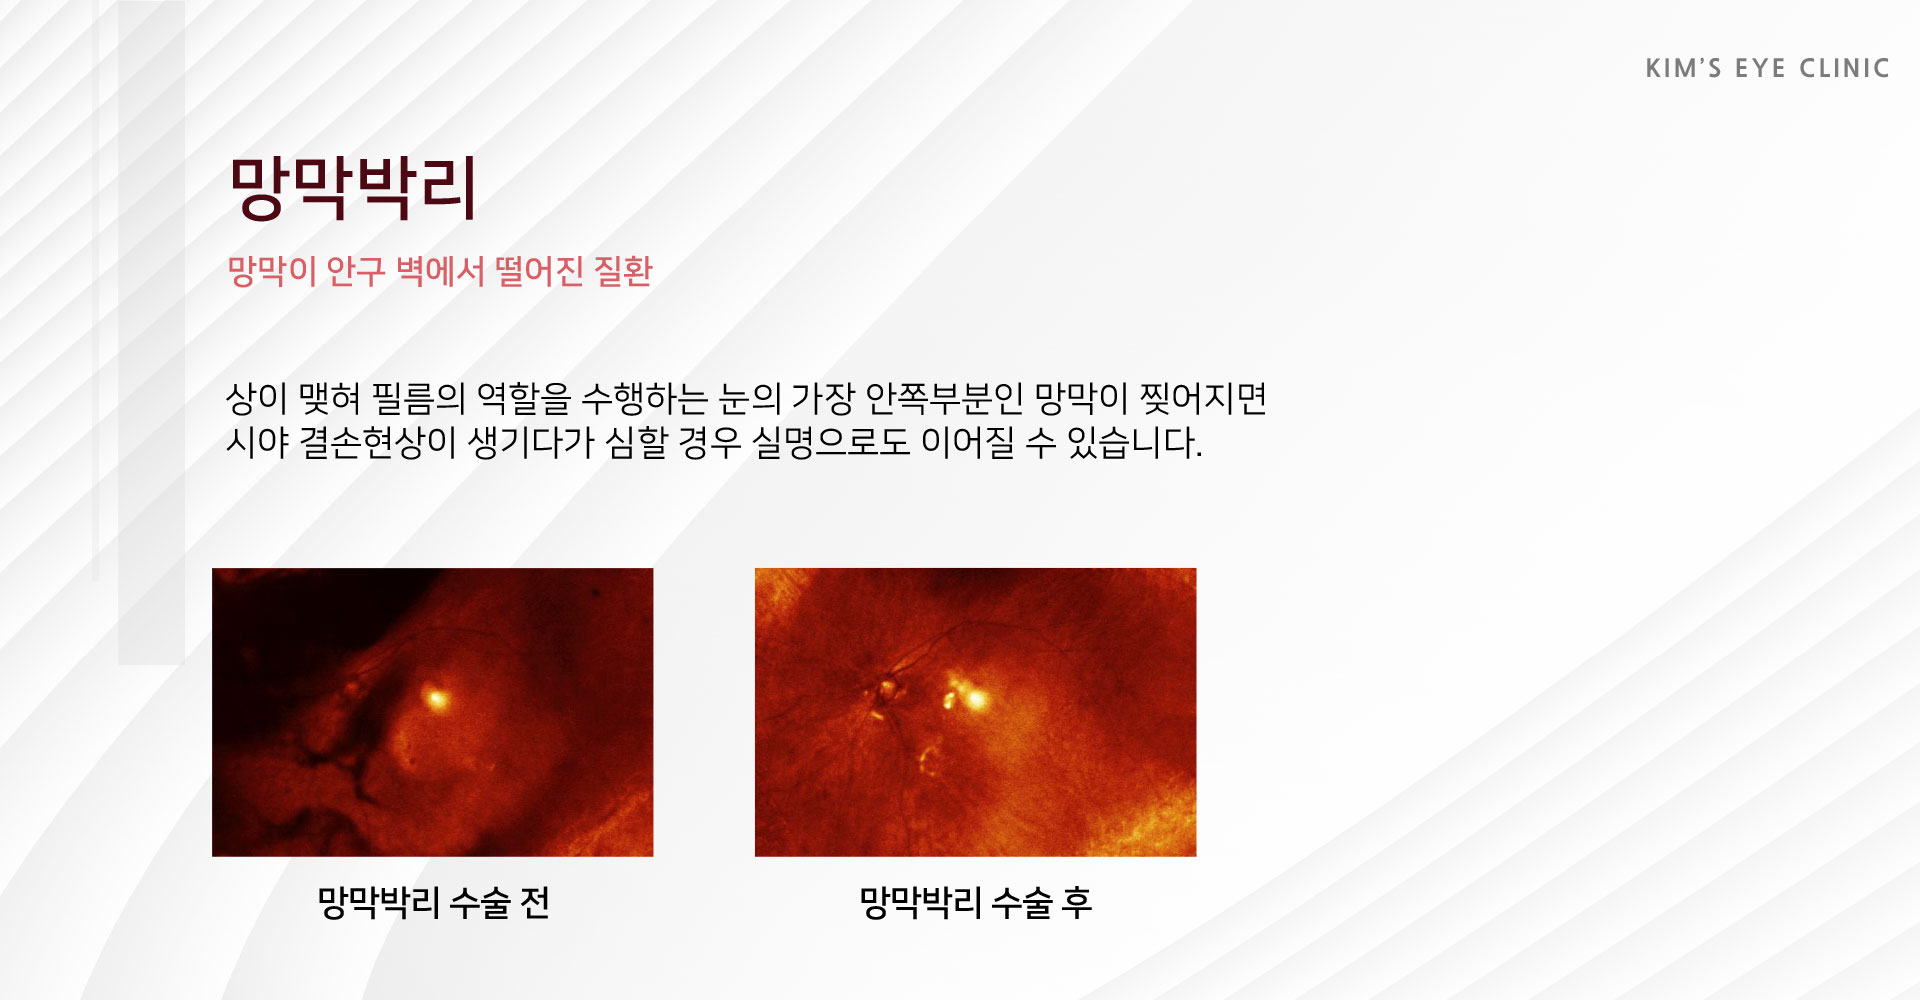 KIM'S EYE CLINIC
망막박리
망막이 안구 벽에서 떨어진 질환
상이 맺혀 필름의 역할을 수행하는 눈의 가장 안쪽부분인 망막이 찢어지면
시야 결손현상이 생기다가 심할 경우 실명으로도 이어질 수 있습니다.
망막박리 수술 전
망막박리 수술 후